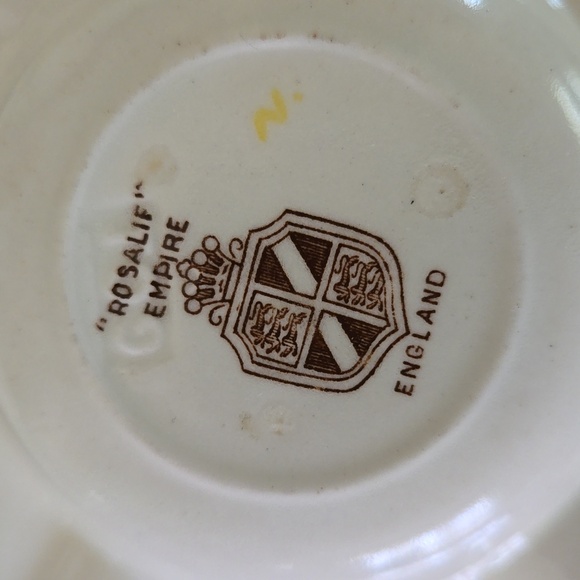 "ROSALIE"
EMPIRE
ENGLAND
N.